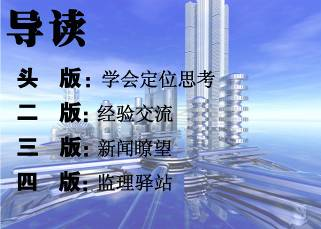 导读
头 版：学会定位思考
二 版：经验交流
三 版：新闻瞭望
四 版：监理驿站